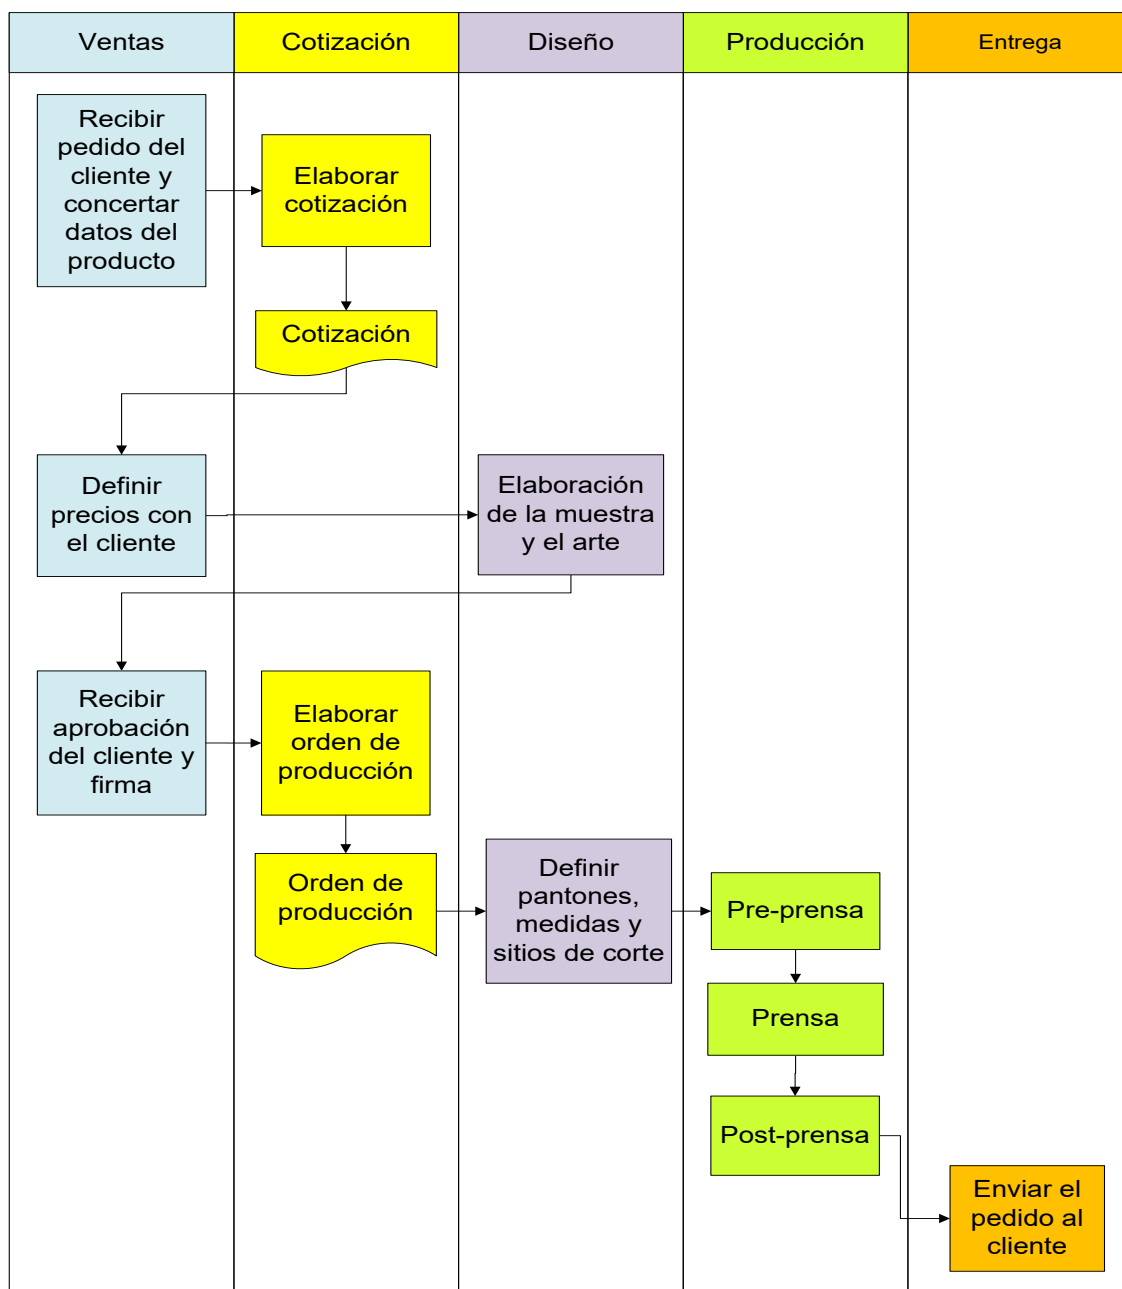 Ventas
Cotización
Diseño
Producción
Entrega
Recibir
pedido del
cliente y
concertar
datos del
producto
Elaborar
cotización
Cotización
Definir
precios con
el cliente
Elaboración
de la muestra
y el arte
Recibir
aprobación
del cliente y
firma
Elaborar
orden de
producción
Orden de
producción
Definir
pantones,
medidas y
sitios de corte
Pre-prensa
Prensa
Post-prensa
Enviar el
pedido al
cliente